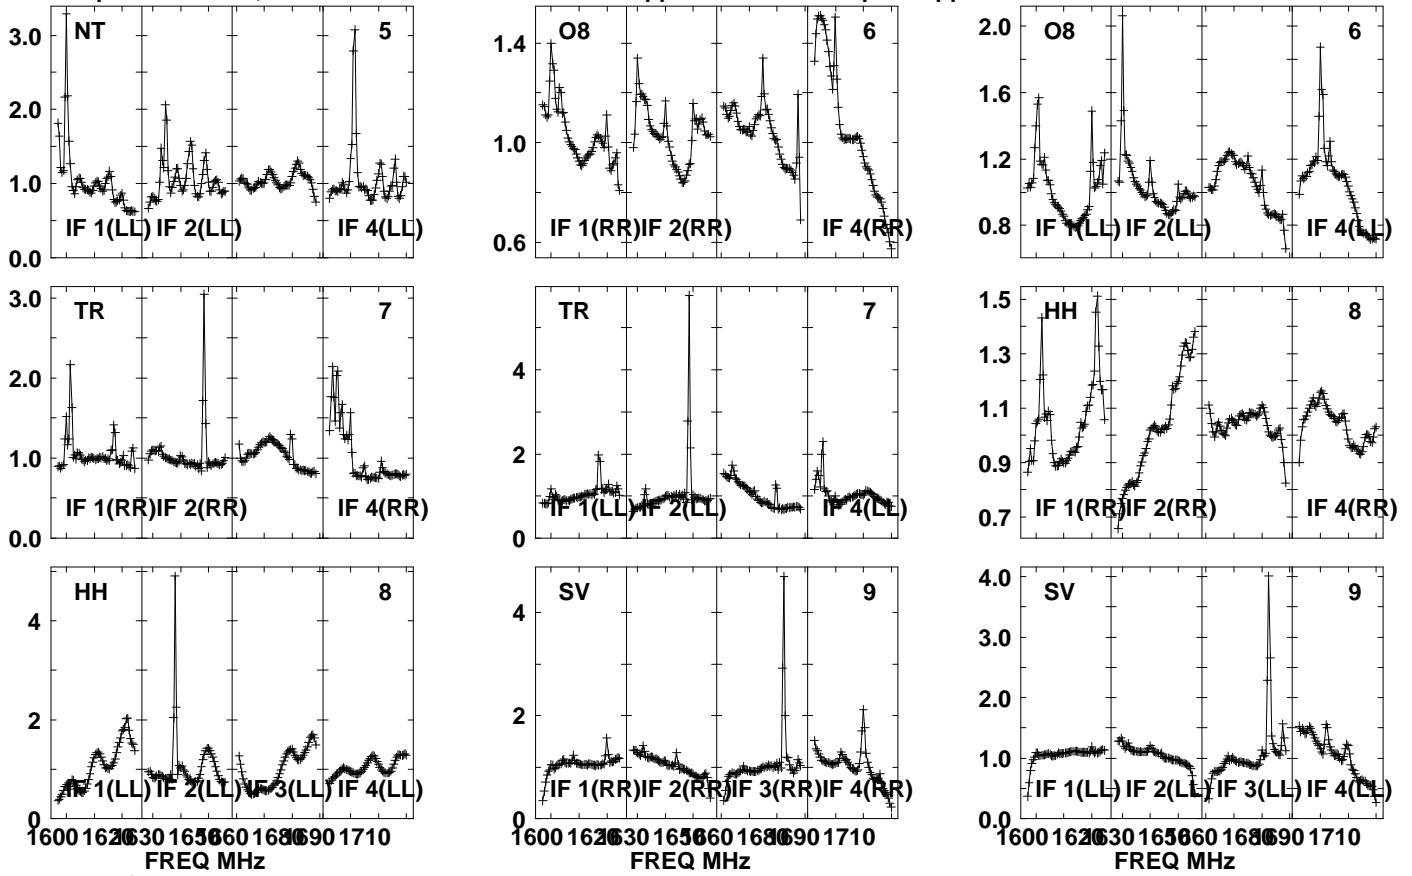 NT 5 O8 6 O8 6
3.0 1.4 2.0
2.0 1.6
1.0 1.0 1.2
0.8
IF 1(LL) IF 2(LL) IF 4(LL) IF 1(RR) IF 2(RR) IF 4(RR) IF 1(LL) IF 2(LL) IF 4(LL)
0.0 0.6
TR 7 TR 7 HH 8
3.0 1.5
4 1.3
2.0 1.1
1.0 2 0.9
IF 1(RR) IF 2(RR) IF 4(RR) IF 1(LL) IF 2(LL) IF 4(LL) IF 1(RR) IF 2(RR) IF 4(RR)
0.7
0.0 0
HH 8 SV 9 SV 9
4 4 4.0
3.0
2 2 2.0
1.0
IF 1(LL) IF 2(LL) IF 3(LL) IF 4(LL) IF 1(RR) IF 2(RR) IF 3(RR) IF 4(RR) IF 1(LL) IF 2(LL) IF 3(LL) IF 4(LL)
0 0 0.0
1600 1620 1630 1650 1660 1680 1690 1710 1600 1620 1630 1650 1660 1680 1690 1710 1600 1620 1630 1650 1660 1680 1690 1710
FREQ MHz FREQ MHz FREQ MHz